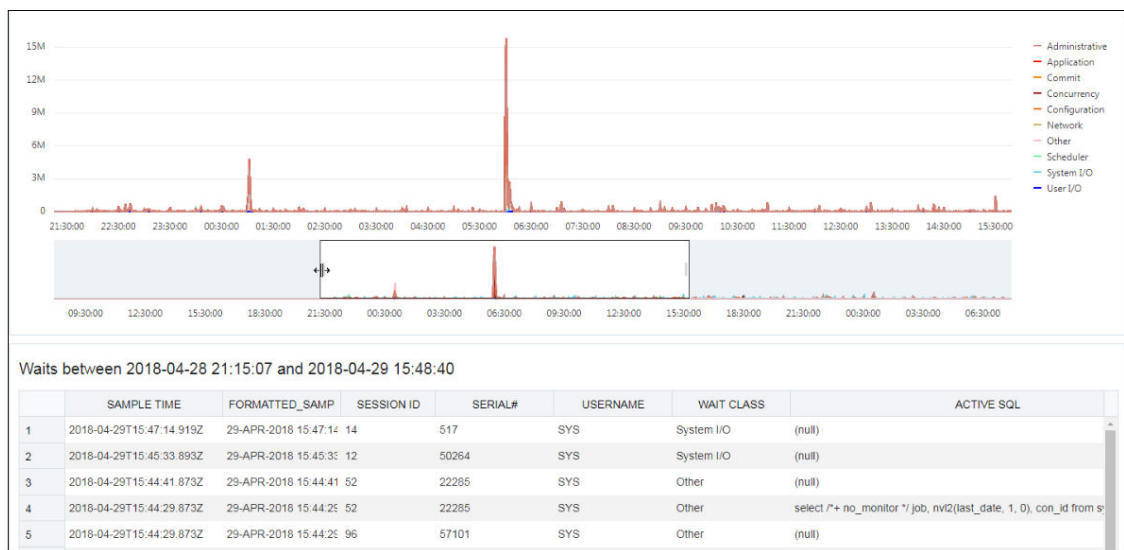 15M
12M
9M
6M
3M
0
21:30:00 22:30:00 23:30:00 00:30:00 01:30:00 02:30:00 03:30:00 04:30:00 05:30:00 06:30:00 07:30:00 08:30:00 09:30:00 10:30:00 11:30:00 12:30:00 13:30:00 14:30:00 15:30:00
Administrative
Application
Commit
Concurrency
Configuration
Network
Other
Scheduler
System I/O
User I/O
09:30:00 12:30:00 15:30:00 18:30:00 21:30:00 00:30:00 03:30:00 06:30:00 09:30:00 12:30:00 15:30:00 18:30:00 21:30:00 00:30:00 03:30:00 06:30:00
Waits between 2018-04-28 21:15:07 and 2018-04-29 15:48:40
SAMPLE TIME FORMATTED_SAMP SESSION ID SERIAL# USERNAME WAIT CLASS ACTIVE SQL
1 2018-04-29T15:47:14.919Z 29-APR-2018 15:47:14 14 517 SYS System I/O (null)
2 2018-04-29T15:45:33.893Z 29-APR-2018 15:45:33 12 50264 SYS System I/O (null)
3 2018-04-29T15:44:41.873Z 29-APR-2018 15:44:41 52 22285 SYS Other (null)
4 2018-04-29T15:44:29.873Z 29-APR-2018 15:44:29 52 22285 SYS Other select /*+ no_monitor */ job, nvl2(last_date, 1, 0), con_id from sy
5 2018-04-29T15:44:29.873Z 29-APR-2018 15:44:29 96 57101 SYS Other (null)